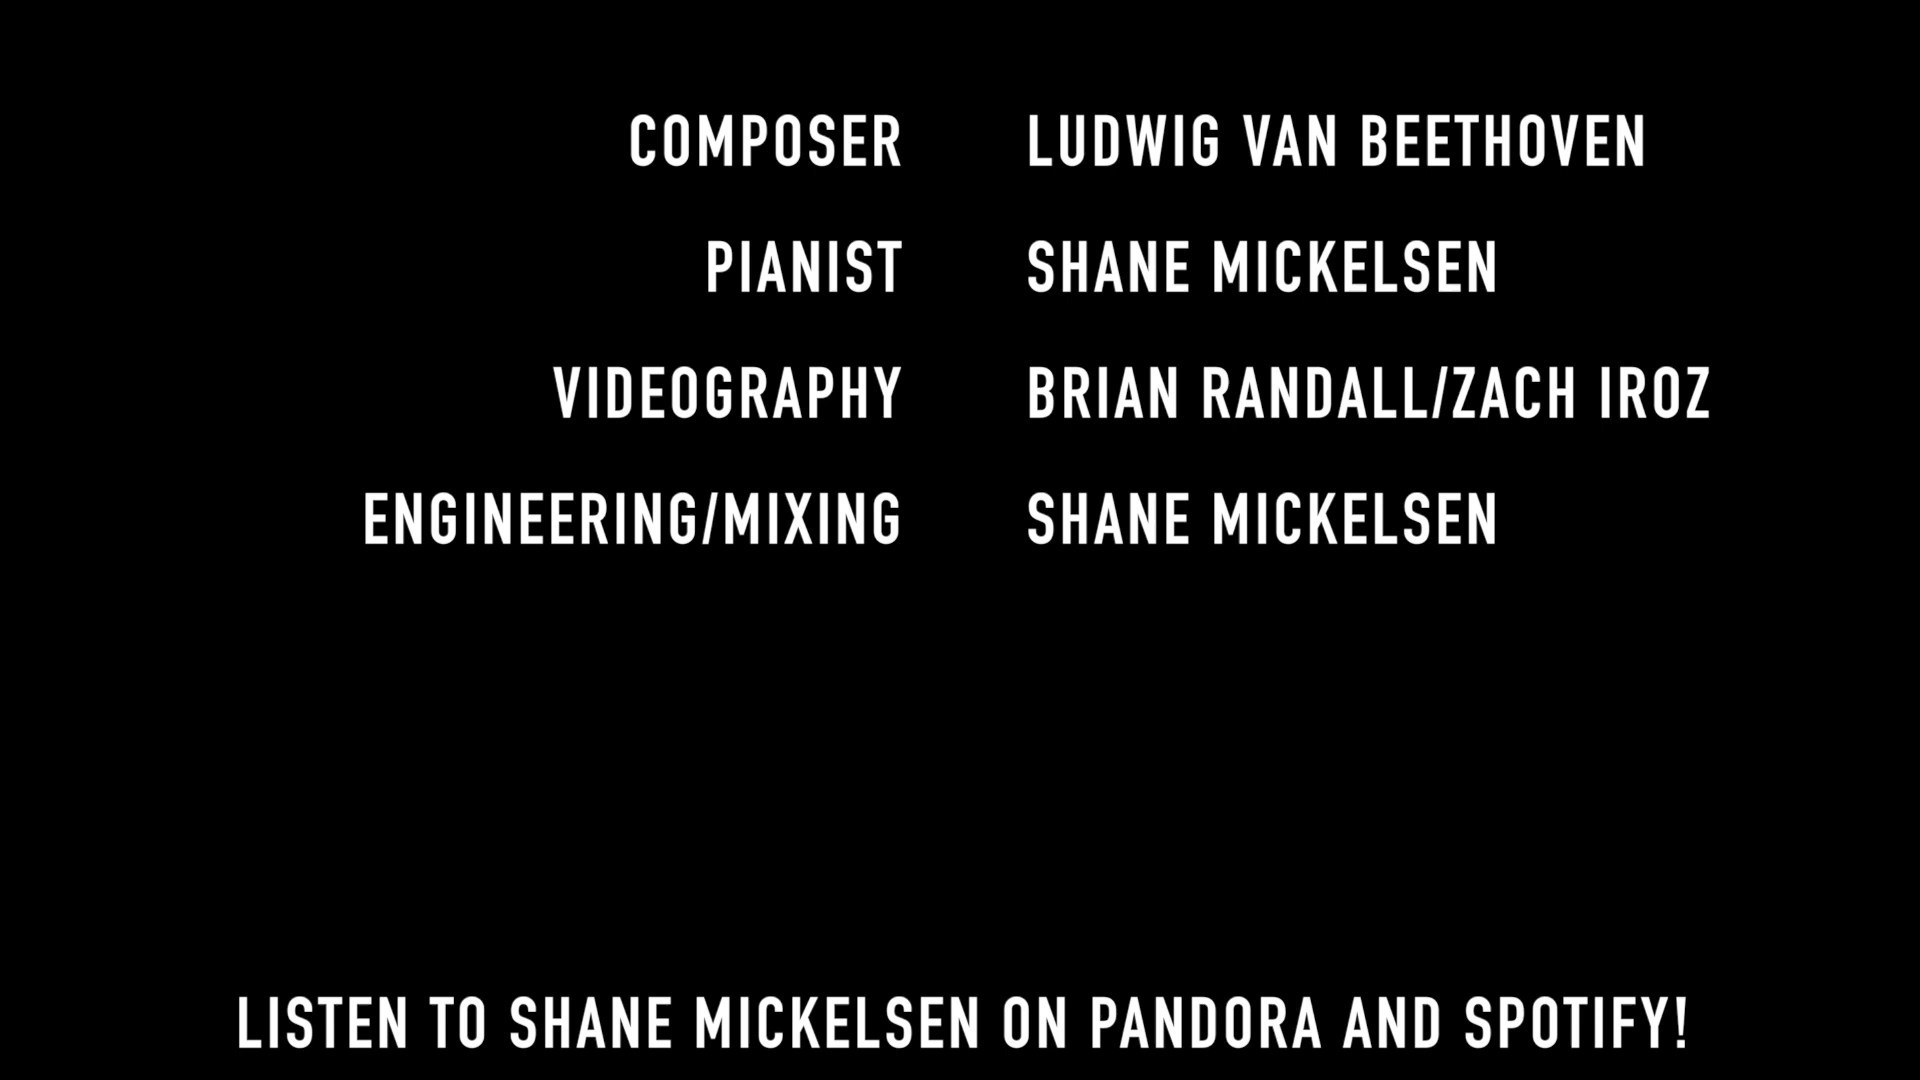 COMPOSER LUDWIG VAN BEETHOVEN
PIANIST SHANE MICKELSEN
VIDEOGRAPHY BRIAN RANDALL/ZACH IROZ
ENGINEERING/MIXING SHANE MICKELSEN
LISTEN TO SHANE MICKELSEN ON PANDORA AND SPOTIFY!